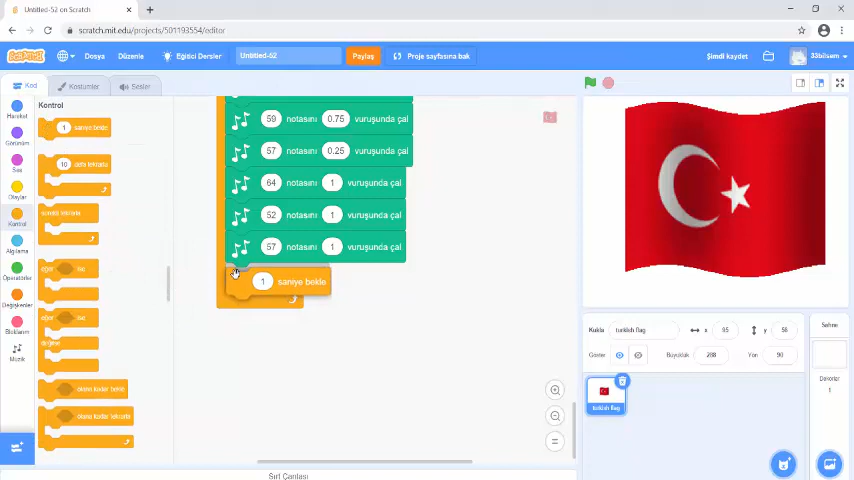 Untitled-52 on Scratch
scratch.mit.edu/projects/501193554/editor
SCRATCH
Dosya
Düzenle
Eğitici Dersler
Untitled-52
Paylaş
Proje sayfasına bak
Şimdi kaydet
33bilsam
Kod
Kostümler
Sesler
Hareket
Görünüm
Ses
Olaylar
Kontrol
Algılama
Operatörler
Değişkenler
Bloklarım
Müzik
Kontrol
1 saniye bekle
10 defa tekrarla
sürekli tekrarla
eğer ise
eğer ise
değilse
olana kadar bekle
olana kadar tekrarla
59 notasını 0.75 vuruşunda çal
57 notasını 0.25 vuruşunda çal
64 notasını 1 vuruşunda çal
52 notasını 1 vuruşunda çal
57 notasını 1 vuruşunda çal
1 saniye bekle
Sırt Çantası
Kukla
turkish flag
x
95
y
58
Göster
Büyüklük
288
Yön
90
turkish flag
Sahne
Dekorlar
1